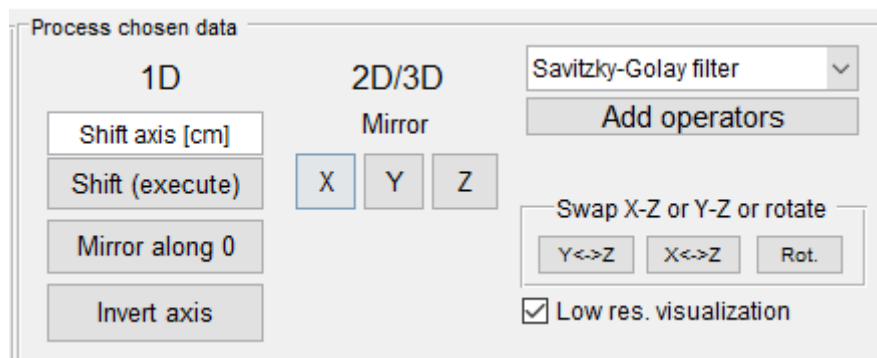 Process chosen data
1D
Shift axis [cm]
Shift (execute)
Mirror along 0
Invert axis
2D/3D
Mirror
X Y Z
Savitzky-Golay filter
Add operators
Swap X-Z or Y-Z or rotate
Y<->Z X<->Z Rot.
Low res. visualization